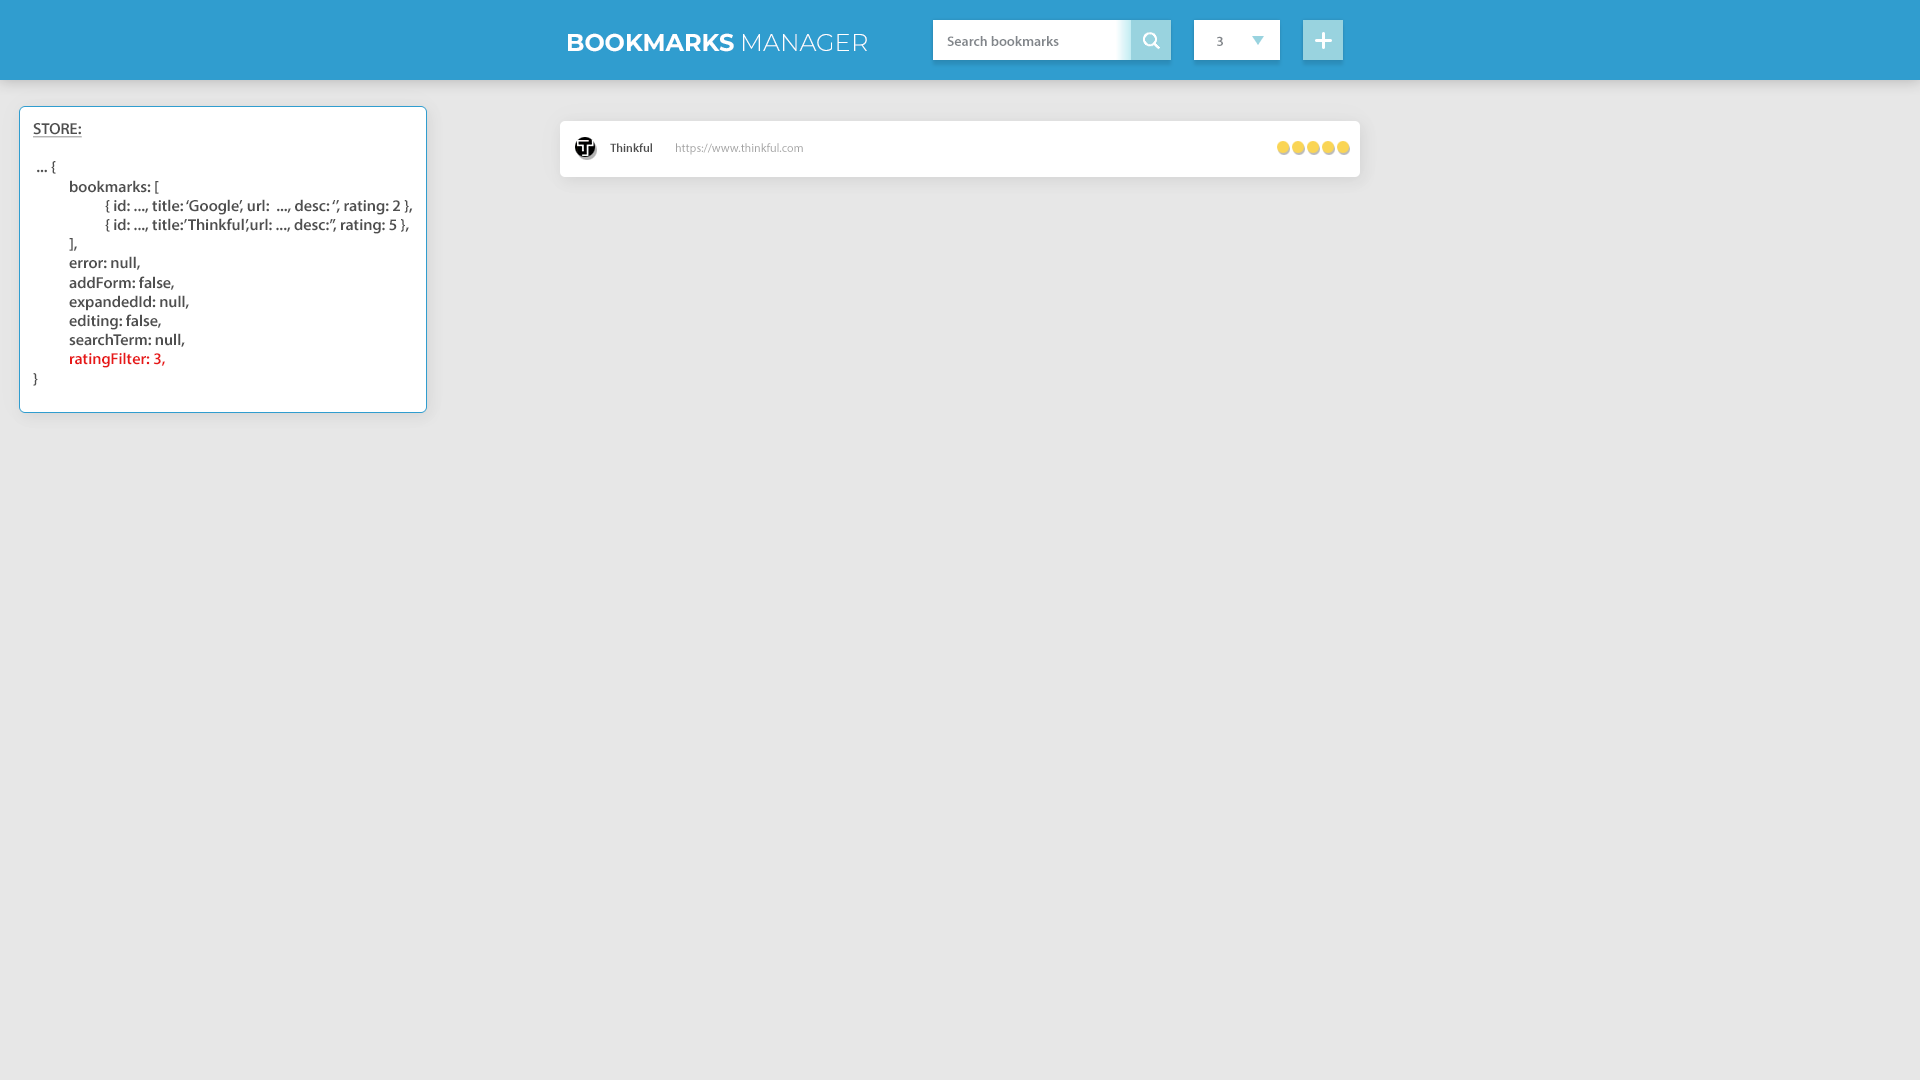 BOOKMARKS MANAGER
Search bookmarks
3
STORE:
... {
bookmarks: [
{ id: ..., title: ‘Google’, url:  ..., desc: ‘’, rating: 2 },
{ id: ..., title:’Thinkful’,url: ..., desc:’’, rating: 5 },
],
error: null,
addForm: false,
expandedId: null,
editing: false,
searchTerm: null,
ratingFilter: 3,
}
Thinkful https://www.thinkful.com